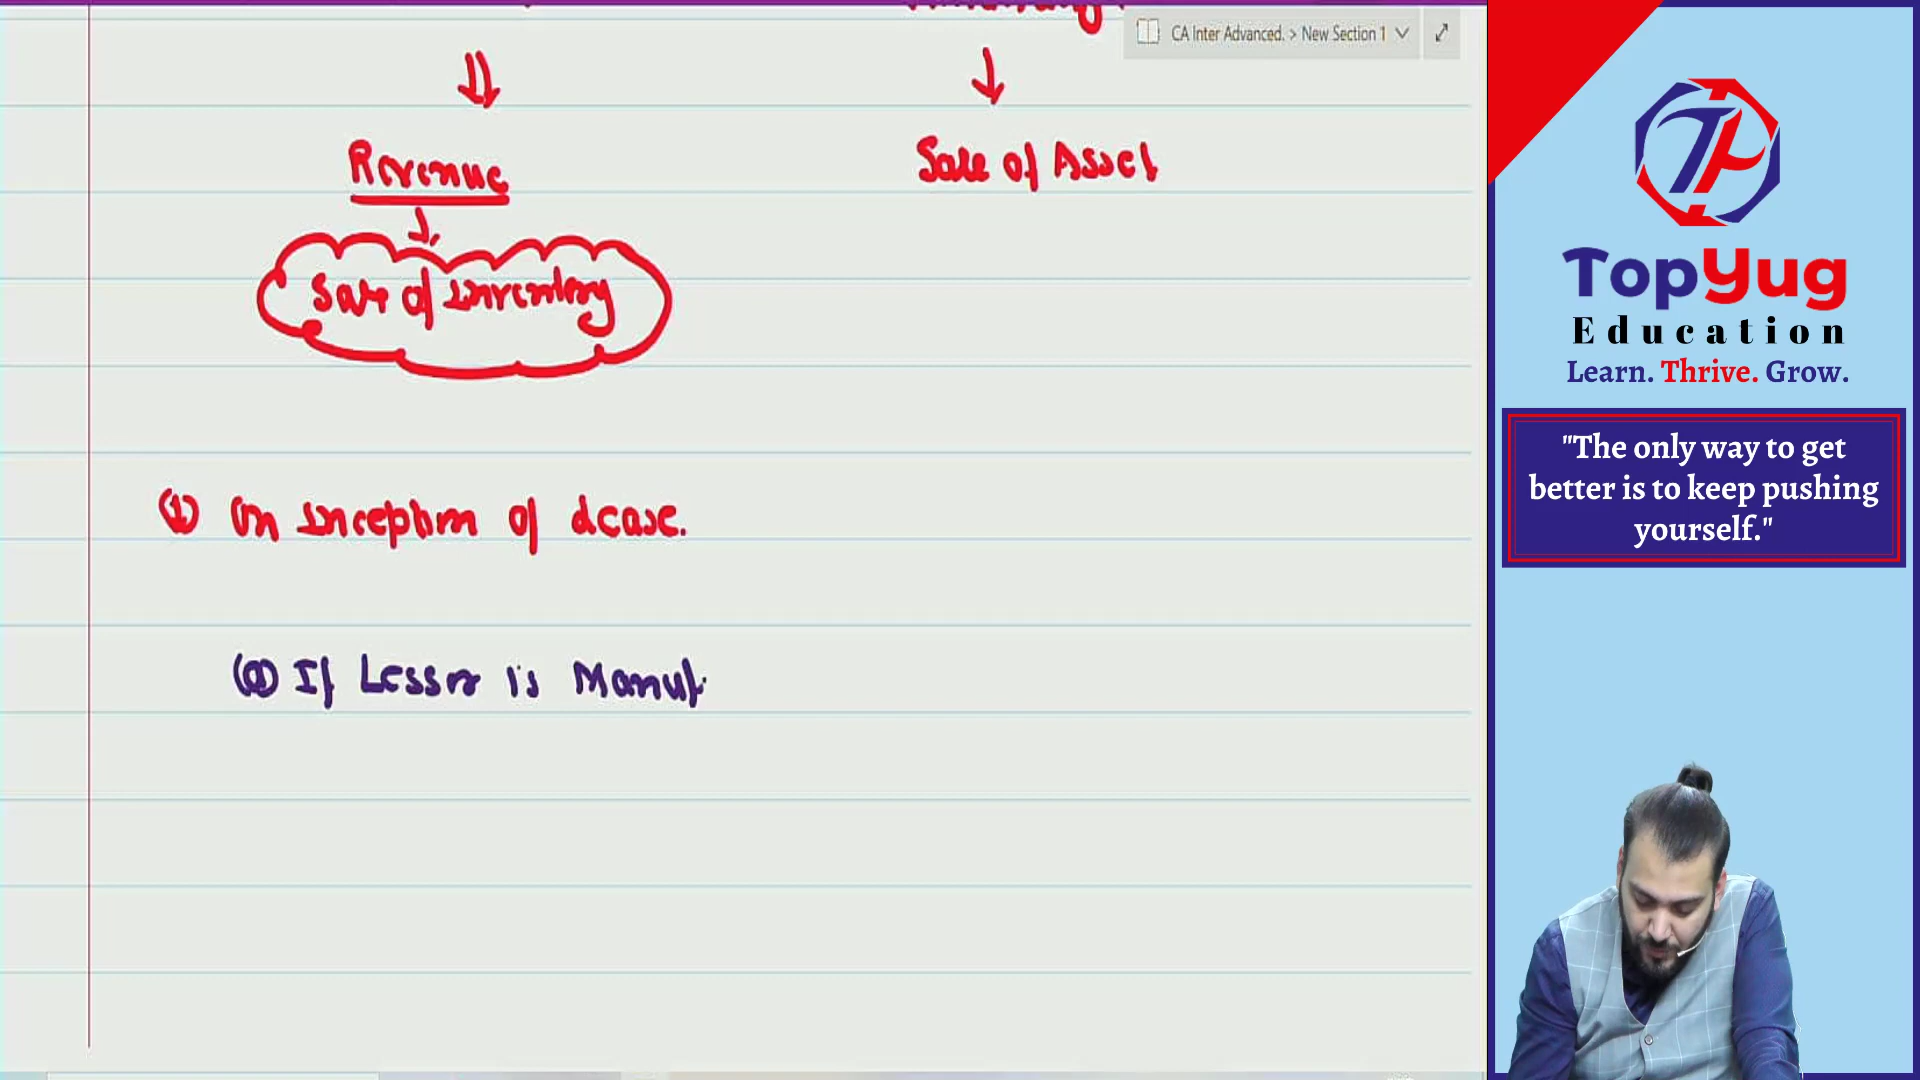 CA Inter Advanced. > New Section 1
Revenue
Sale of Asset
Sale of Inventory
(1) On Inception of Lease.
(a) If Lessor is Manuf
TopYug
Education
Learn. Thrive. Grow.
"The only way to get
better is to keep pushing
yourself."